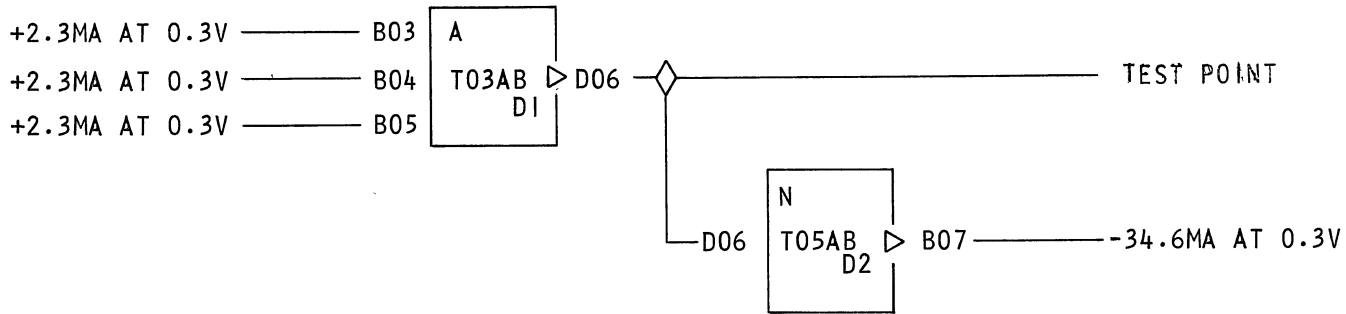 +2.3MA AT 0.3V B03 A
+2.3MA AT 0.3V B04 T03AB D06 TEST POINT
D1
+2.3MA AT 0.3V B05
N
D06 T05AB B07 -34.6MA AT 0.3V
D2